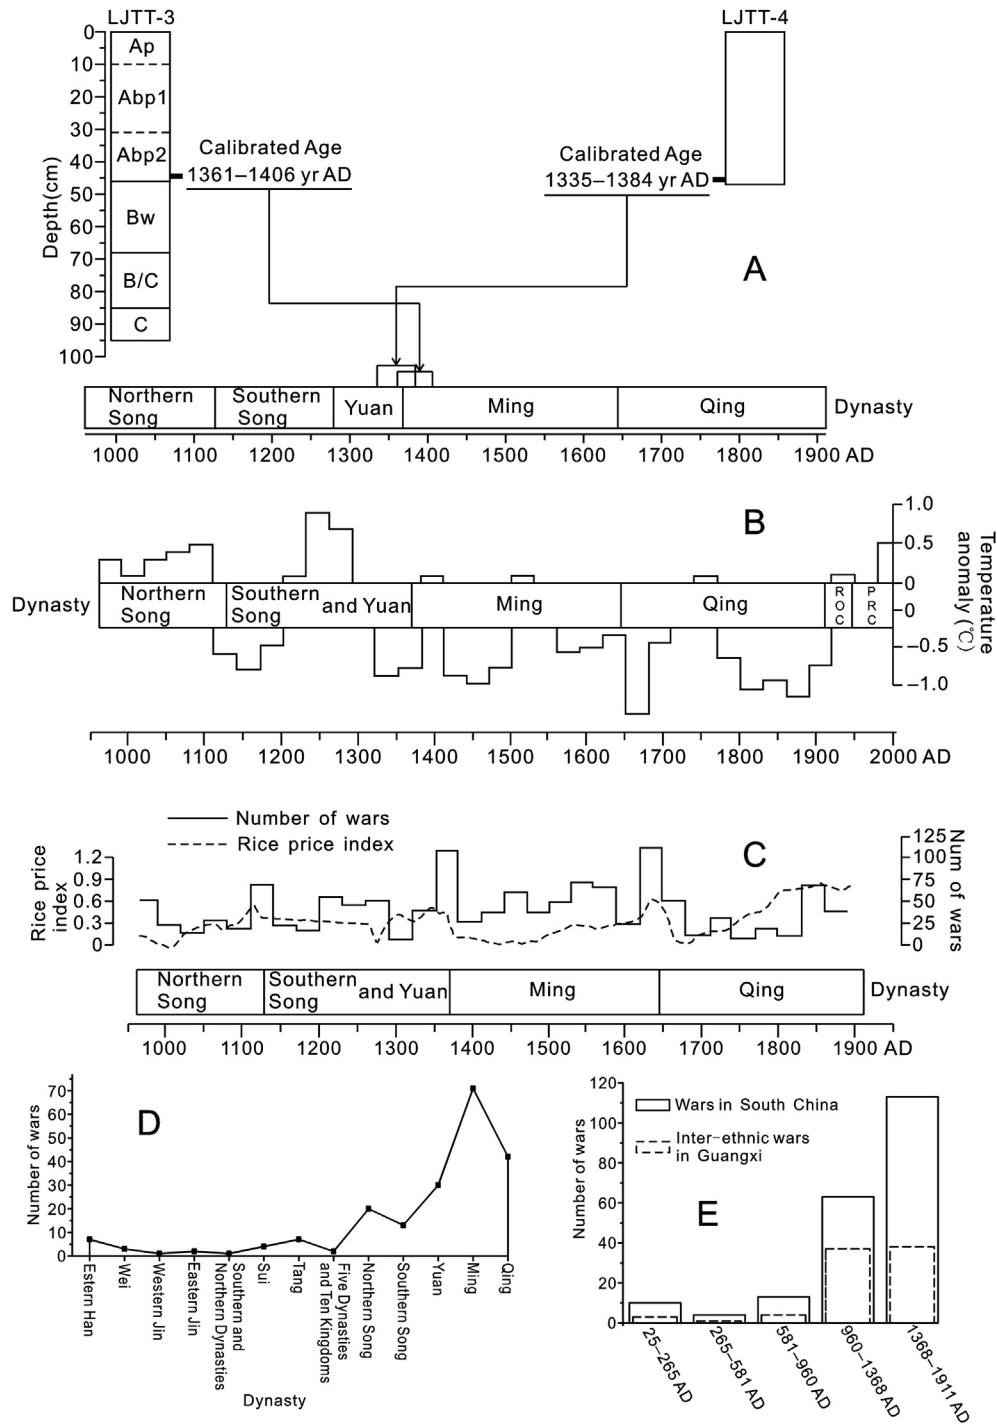 LJTT-3
LJTT-4
0
10
20
30
40
50
60
70
80
90
100
Depth(cm)
Ap
Abp1
Abp2
Bw
B/C
C
Calibrated Age
1361–1406 yr AD
Calibrated Age
1335–1384 yr AD
A
Northern
Song
Southern
Song
Yuan
Ming
Qing
Dynasty
1000 1100 1200 1300 1400 1500 1600 1700 1800 1900 AD
B
1.0
0.5
0
0
−0.5
−1.0
Temperature
anomaly (℃)
Dynasty
Northern
Song
Southern
Song
and Yuan
Ming
Qing
ROC
PRC
1000 1100 1200 1300 1400 1500 1600 1700 1800 1900 2000 AD
Number of wars
Rice price index
C
Rice price
index
1.2
0.9
0.6
0.3
0
125
100
75
50
25
0
Num of wars
Northern
Song
Southern
Song
and Yuan
Ming
Qing
Dynasty
1000 1100 1200 1300 1400 1500 1600 1700 1800 1900 AD
D
Number of wars
70
60
50
40
30
20
10
0
Estern Han
Wei
Western Jin
Eastern Jin
Southern and
Northern Dynasties
Sui
Tang
Five Dynasties
and Ten Kingdoms
Northern Song
Southern Song
Yuan
Ming
Qing
Dynasty
E
Number of wars
120
100
80
60
40
20
0
Wars in South China
Inter-ethnic wars
in Guangxi
25–265 AD
265–581 AD
581–960 AD
960–1368 AD
1368–1911 AD